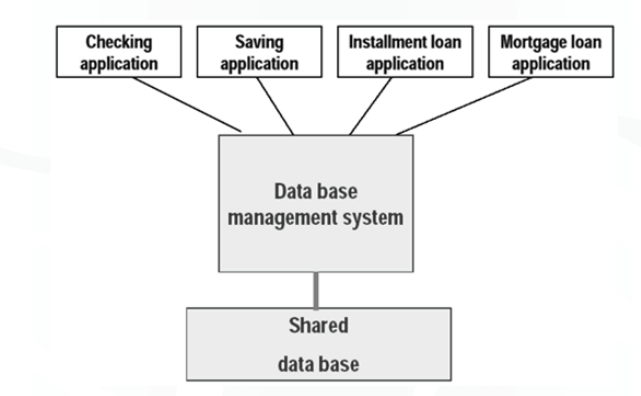 Checking
application
Saving
application
Installment loan
application
Mortgage loan
application
Data base
management system
Shared
data base